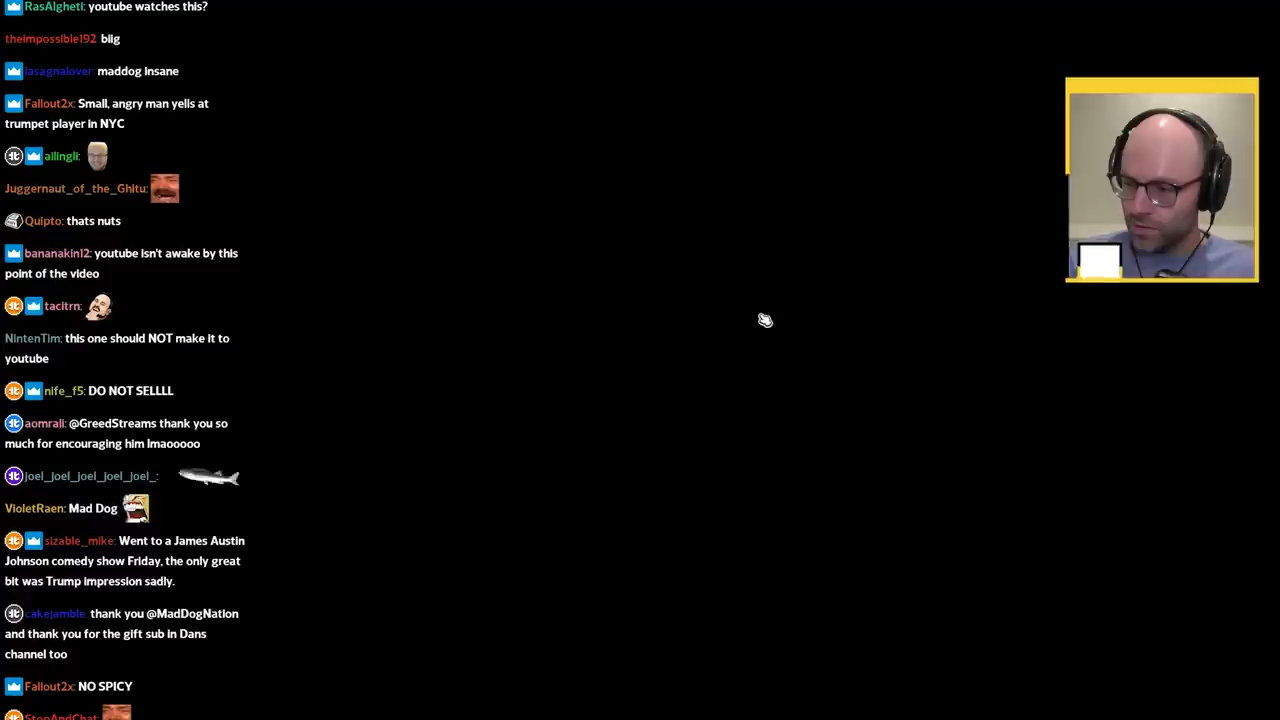 RasAlgheti: youtube watches this?
theimpossible192: biig
lasagnalover: maddog insane
Fallout2x: Small, angry man yells at
trumpet player in NYC
ailingli:
Juggernaut_of_the_Ghitu:
Quipto: thats nuts
bananakin12: youtube isn't awake by this
point of the video
tacitrn:
NintenTim: this one should NOT make it to
youtube
nife_f5: DO NOT SELLLL
aomrali: @GreedStreams thank you so
much for encouraging him lmaooooo
joel_joel_joel_joel_joel_:
VioletRaen: Mad Dog
sizable_mike: Went to a James Austin
Johnson comedy show Friday, the only great
bit was Trump impression sadly.
cakejamble: thank you @MadDogNation
and thank you for the gift sub in Dans
channel too
Fallout2x: NO SPICY
StopAndChat: